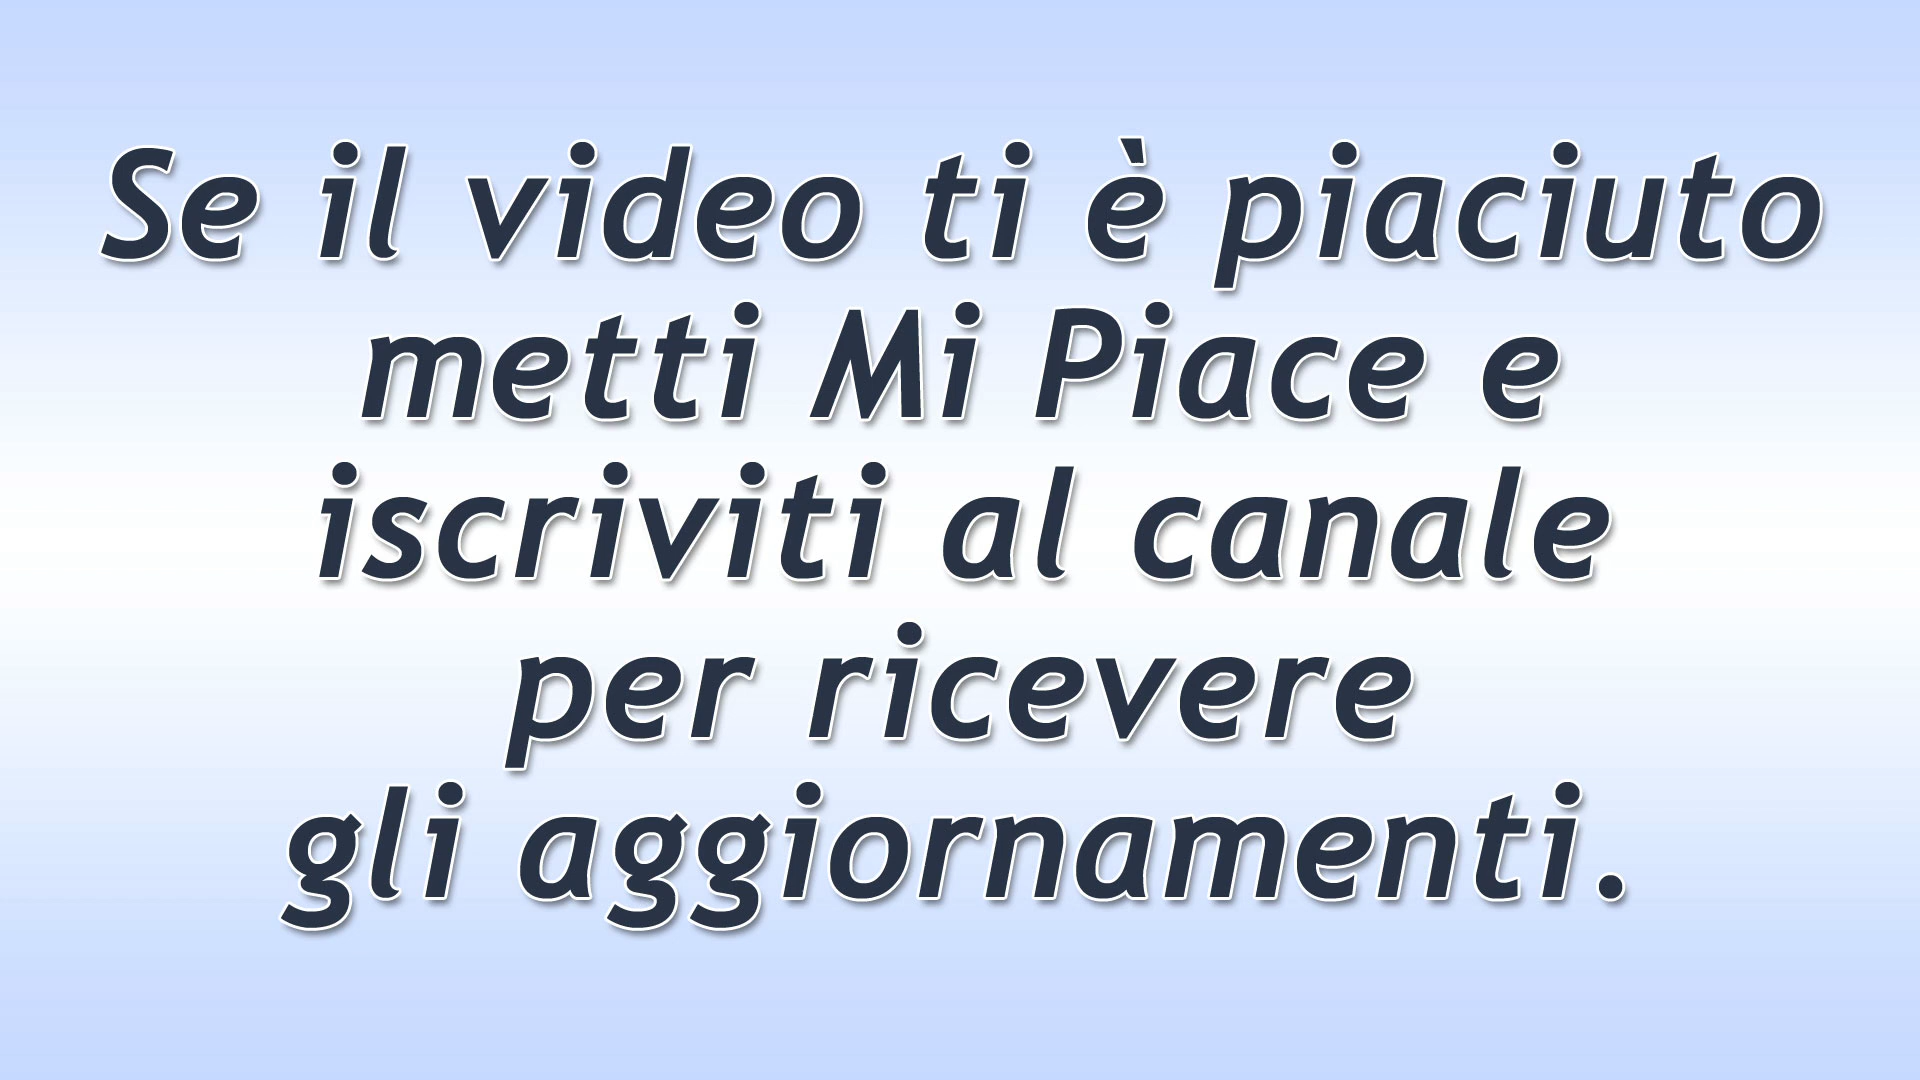 Se il video ti è piaciuto
metti Mi Piace e
iscriviti al canale
per ricevere
gli aggiornamenti.